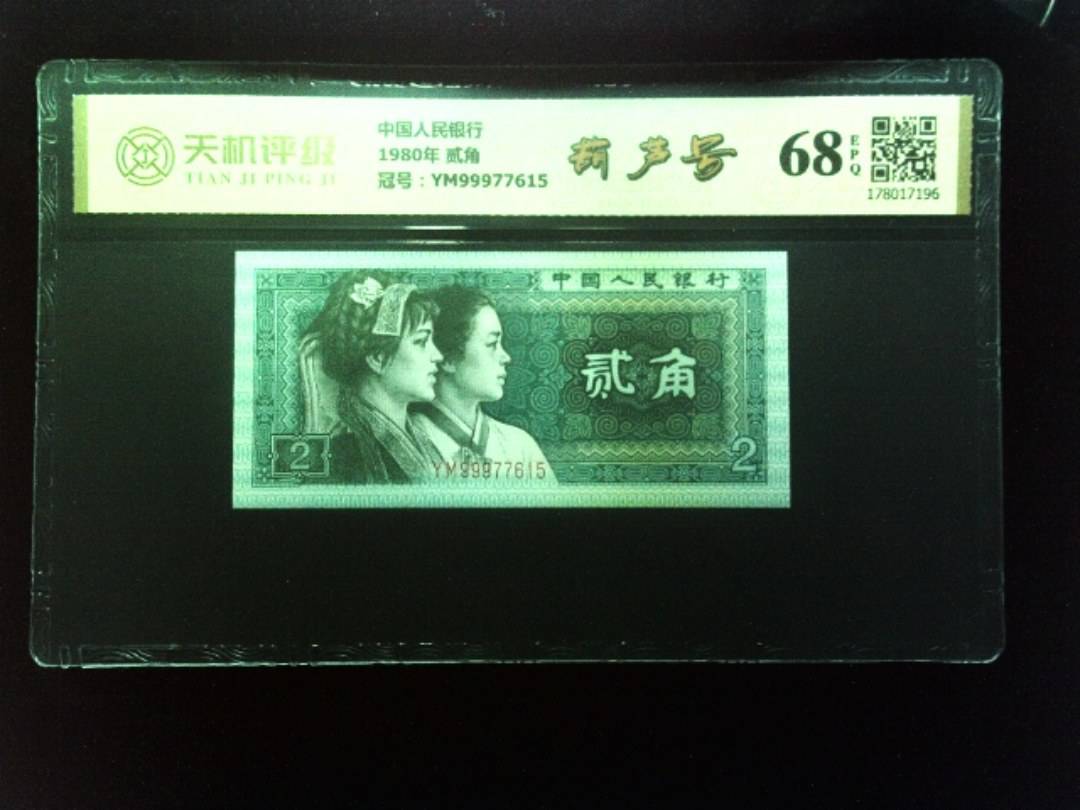 天机评级
TIAN JI PING JI
中国人民银行
1980年 贰角
冠号：YM99977615
葫芦号
68
EPQ
178017196
中国人民银行
贰角
2
2
YM99977615